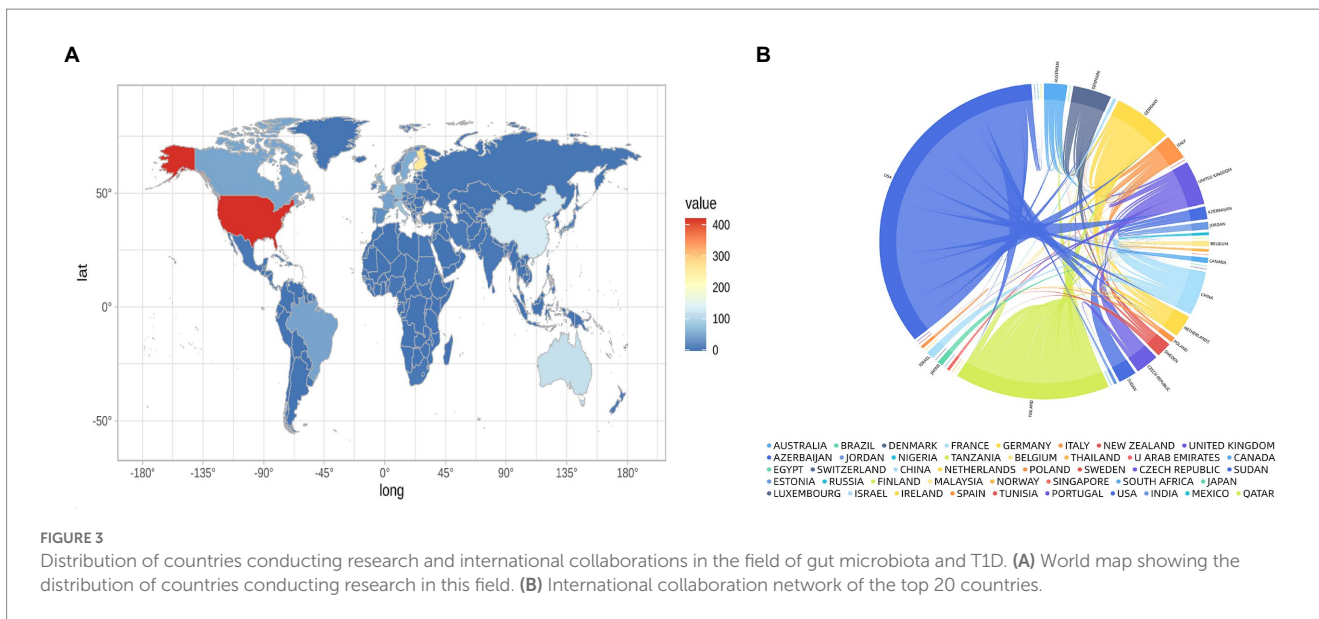 A
B
50°
0°
-50°
lat
-180°
-135°
-90°
-45°
0°
45°
90°
135°
180°
long
value
400
300
200
100
0
AUSTRALIA
DENMARK
GERMANY
ITALY
UNITED KINGDOM
AZERBAIJAN
JORDAN
BELGIUM
CANADA
CHINA
NETHERLANDS
POLAND
SWEDEN
CZECH REPUBLIC
SUDAN
FINLAND
JAPAN
ISRAEL
USA
AUSTRALIA BRAZIL DENMARK FRANCE GERMANY ITALY NEW ZEALAND UNITED KINGDOM
AZERBAIJAN JORDAN NIGERIA TANZANIA BELGIUM THAILAND U ARAB EMIRATES CANADA
EGYPT SWITZERLAND CHINA NETHERLANDS POLAND SWEDEN CZECH REPUBLIC SUDAN
ESTONIA RUSSIA FINLAND MALAYSIA NORWAY SINGAPORE SOUTH AFRICA JAPAN
LUXEMBOURG ISRAEL IRELAND SPAIN TUNISIA PORTUGAL USA INDIA MEXICO QATAR
FIGURE 3
Distribution of countries conducting research and international collaborations in the field of gut microbiota and T1D. (A) World map showing the
distribution of countries conducting research in this field. (B) International collaboration network of the top 20 countries.